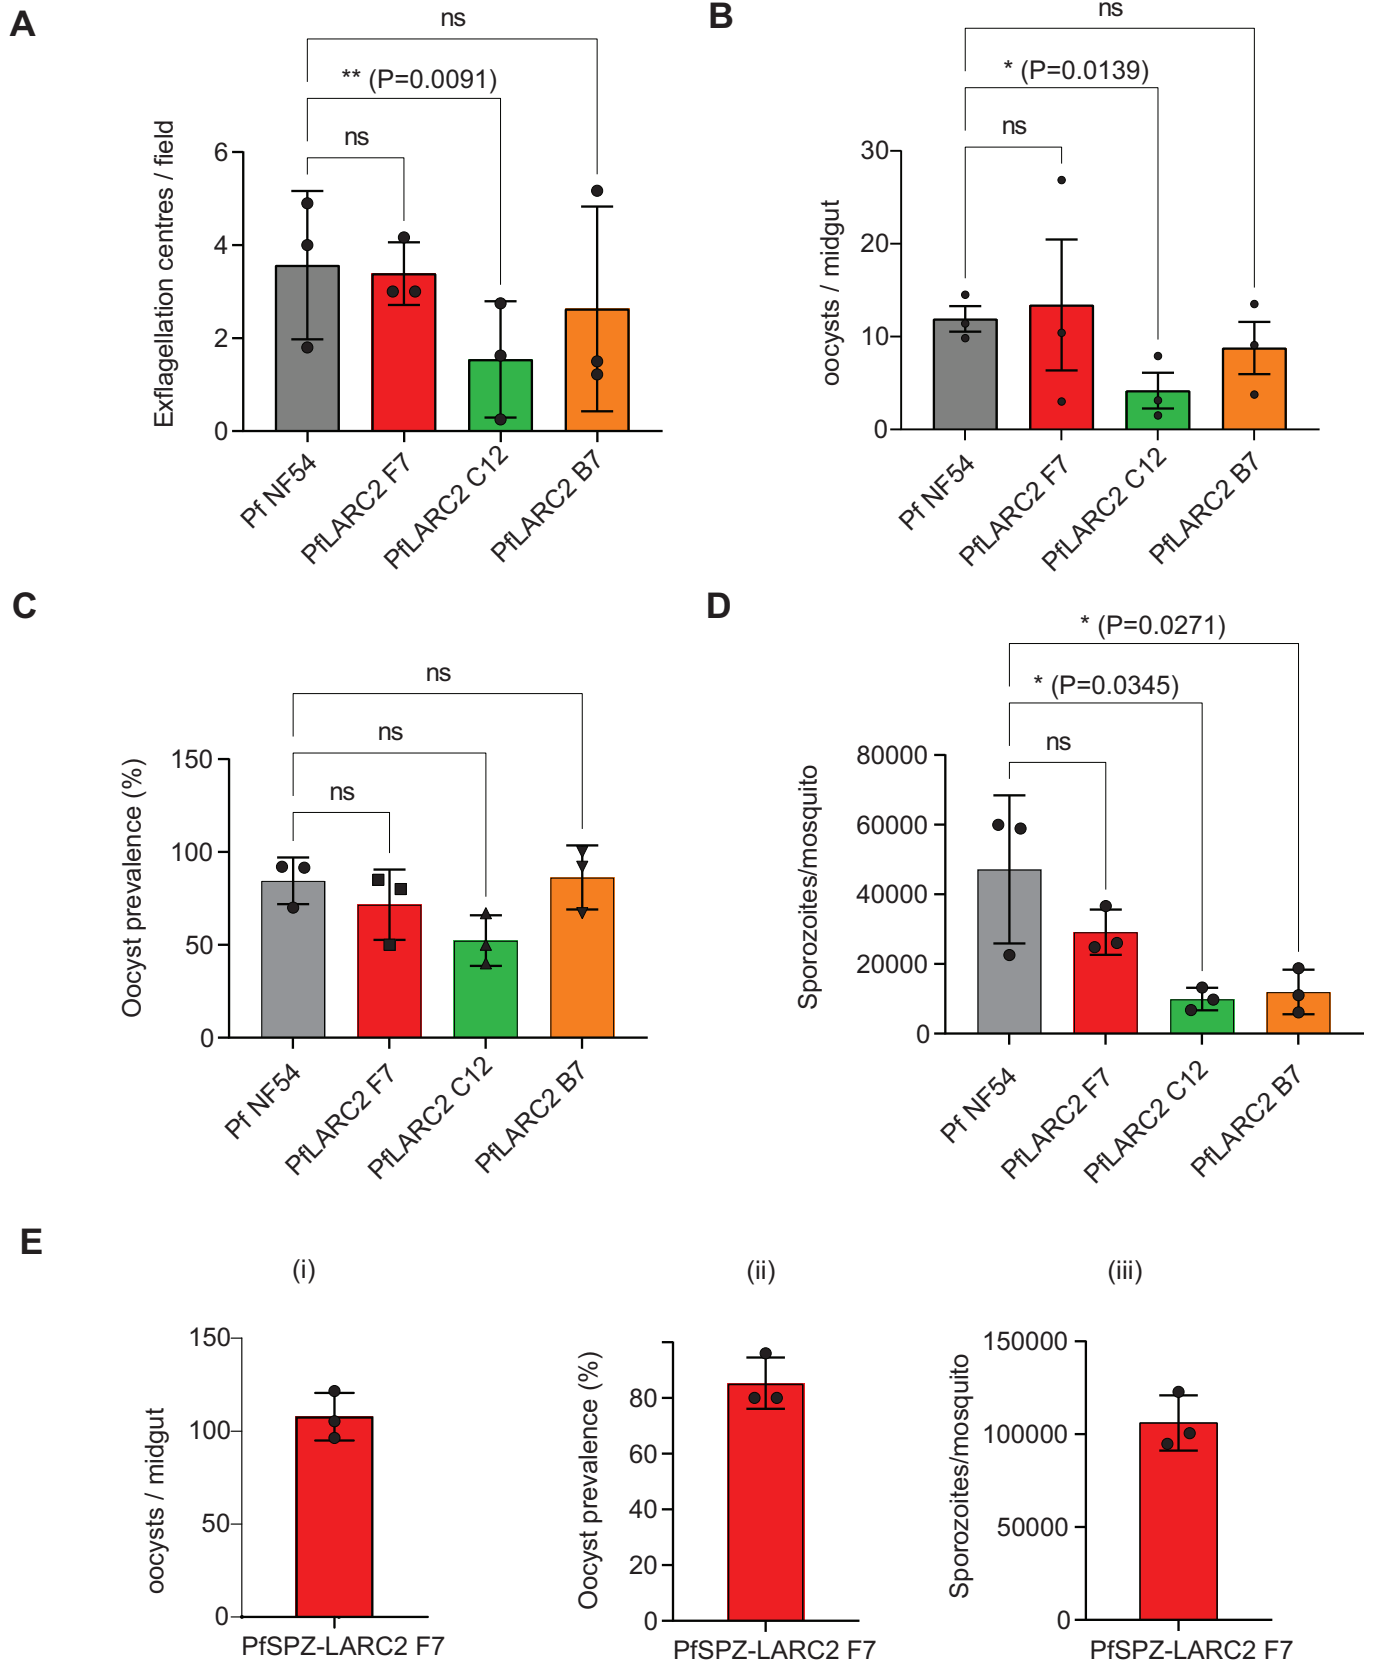 A
ns
** (P=0.0091)
ns
Exflagellation centres / field
6
4
2
0
Pf NF54
PfLARC2 F7
PfLARC2 C12
PfLARC2 B7
B
ns
* (P=0.0139)
ns
oocysts / midgut
30
20
10
0
Pf NF54
PfLARC2 F7
PfLARC2 C12
PfLARC2 B7
C
ns
ns
ns
Oocyst prevalence (%)
150
100
50
0
Pf NF54
PfLARC2 F7
PfLARC2 C12
PfLARC2 B7
D
* (P=0.0271)
* (P=0.0345)
ns
Sporozoites/mosquito
80000
60000
40000
20000
0
Pf NF54
PfLARC2 F7
PfLARC2 C12
PfLARC2 B7
E
(i)
oocysts / midgut
150
100
50
0
PfSPZ-LARC2 F7
(ii)
Oocyst prevalence (%)
80
60
40
20
0
PfSPZ-LARC2 F7
(iii)
Sporozoites/mosquito
150000
100000
50000
0
PfSPZ-LARC2 F7